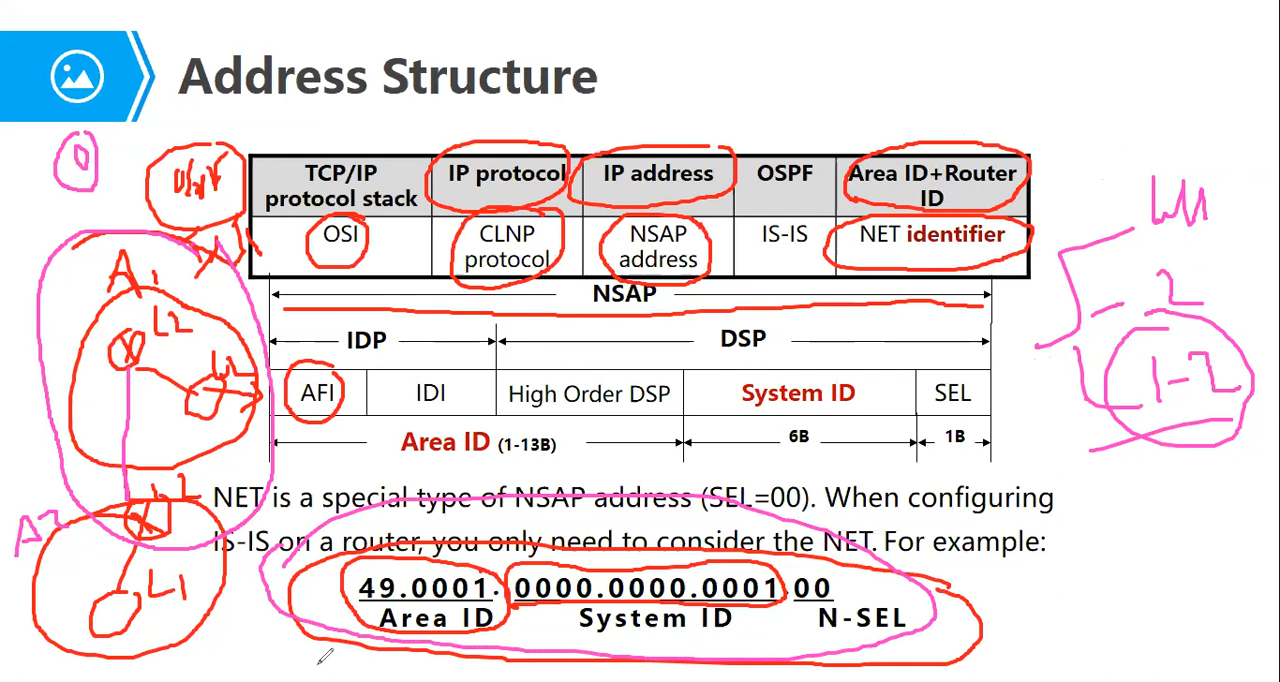 Address Structure
TCP/IP protocol stack IP protocol IP address OSPF Area ID+Router ID
OSI CLNP protocol NSAP address IS-IS NET identifier
NSAP
IDP DSP
AFI IDI High Order DSP System ID SEL
Area ID (1-13B) 6B 1B
NET is a special type of NSAP address (SEL=00). When configuring
IS-IS on a router, you only need to consider the NET. For example:
49.0001.0000.0000.0001.00
Area ID System ID N-SEL
0
A1
L2
A2
L1
2
1-2